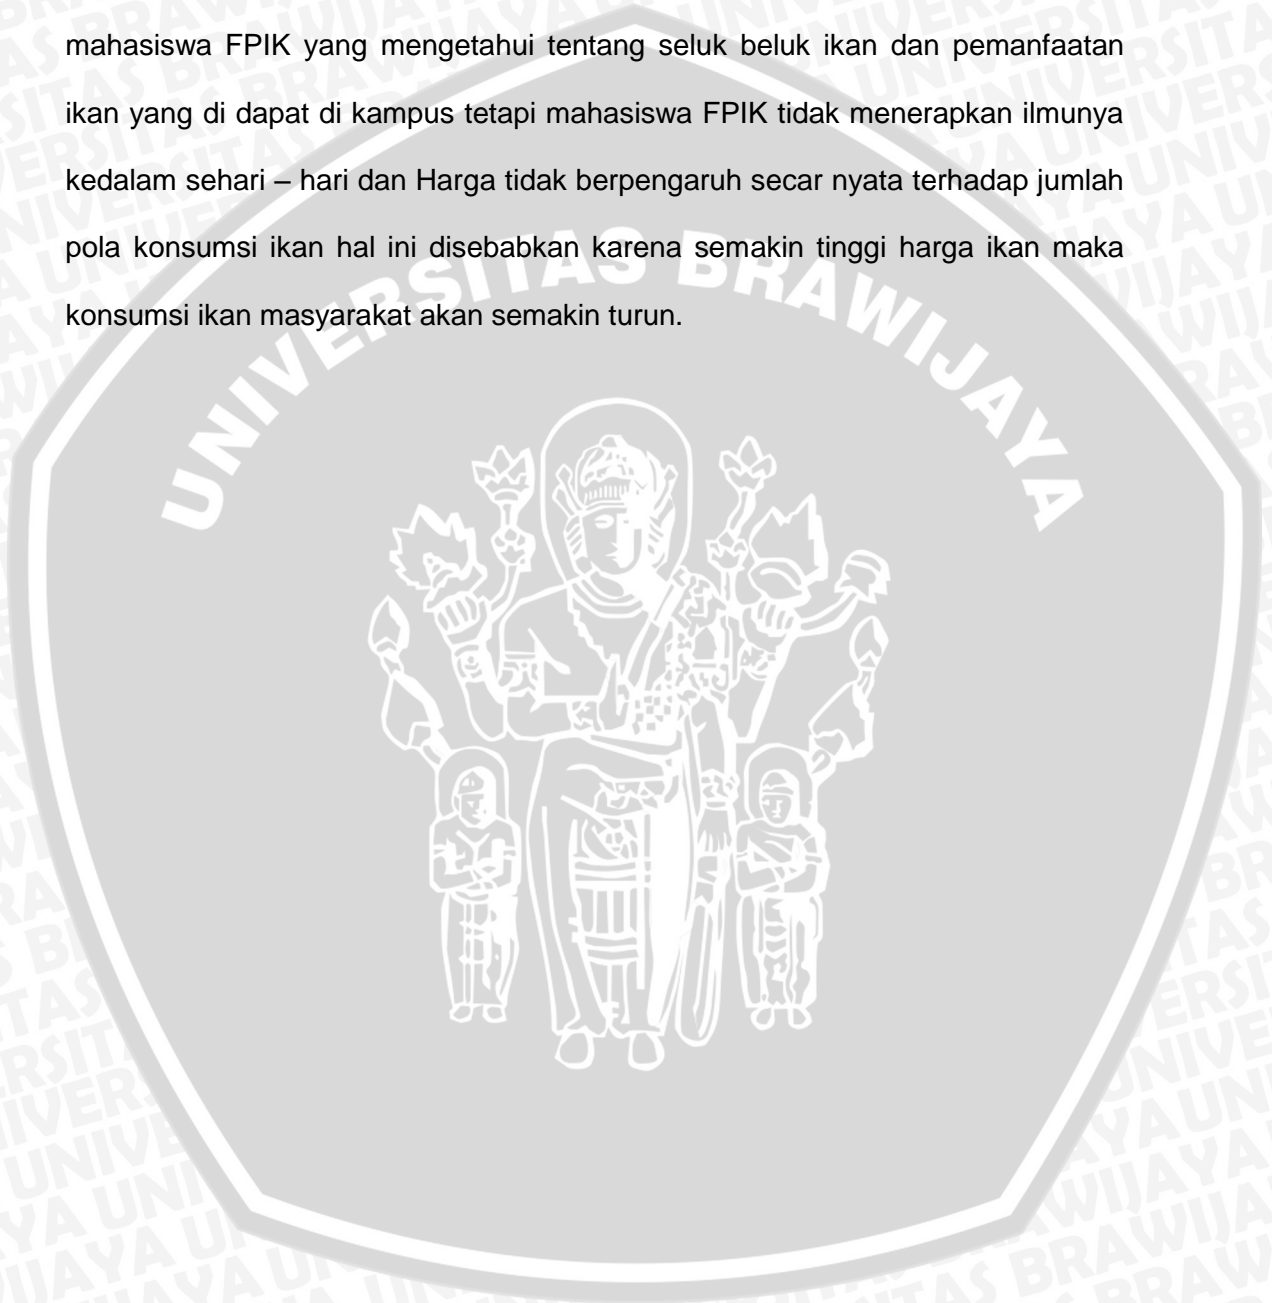 mahasiswa FPIK yang mengetahui tentang seluk beluk ikan dan pemanfaatan
ikan yang di dapat di kampus tetapi mahasiswa FPIK tidak menerapkan ilmunya
kedalam sehari – hari dan Harga tidak berpengaruh secar nyata terhadap jumlah
pola konsumsi ikan hal ini disebabkan karena semakin tinggi harga ikan maka
konsumsi ikan masyarakat akan semakin turun.
UNIVERSITAS BRAWIJAYA